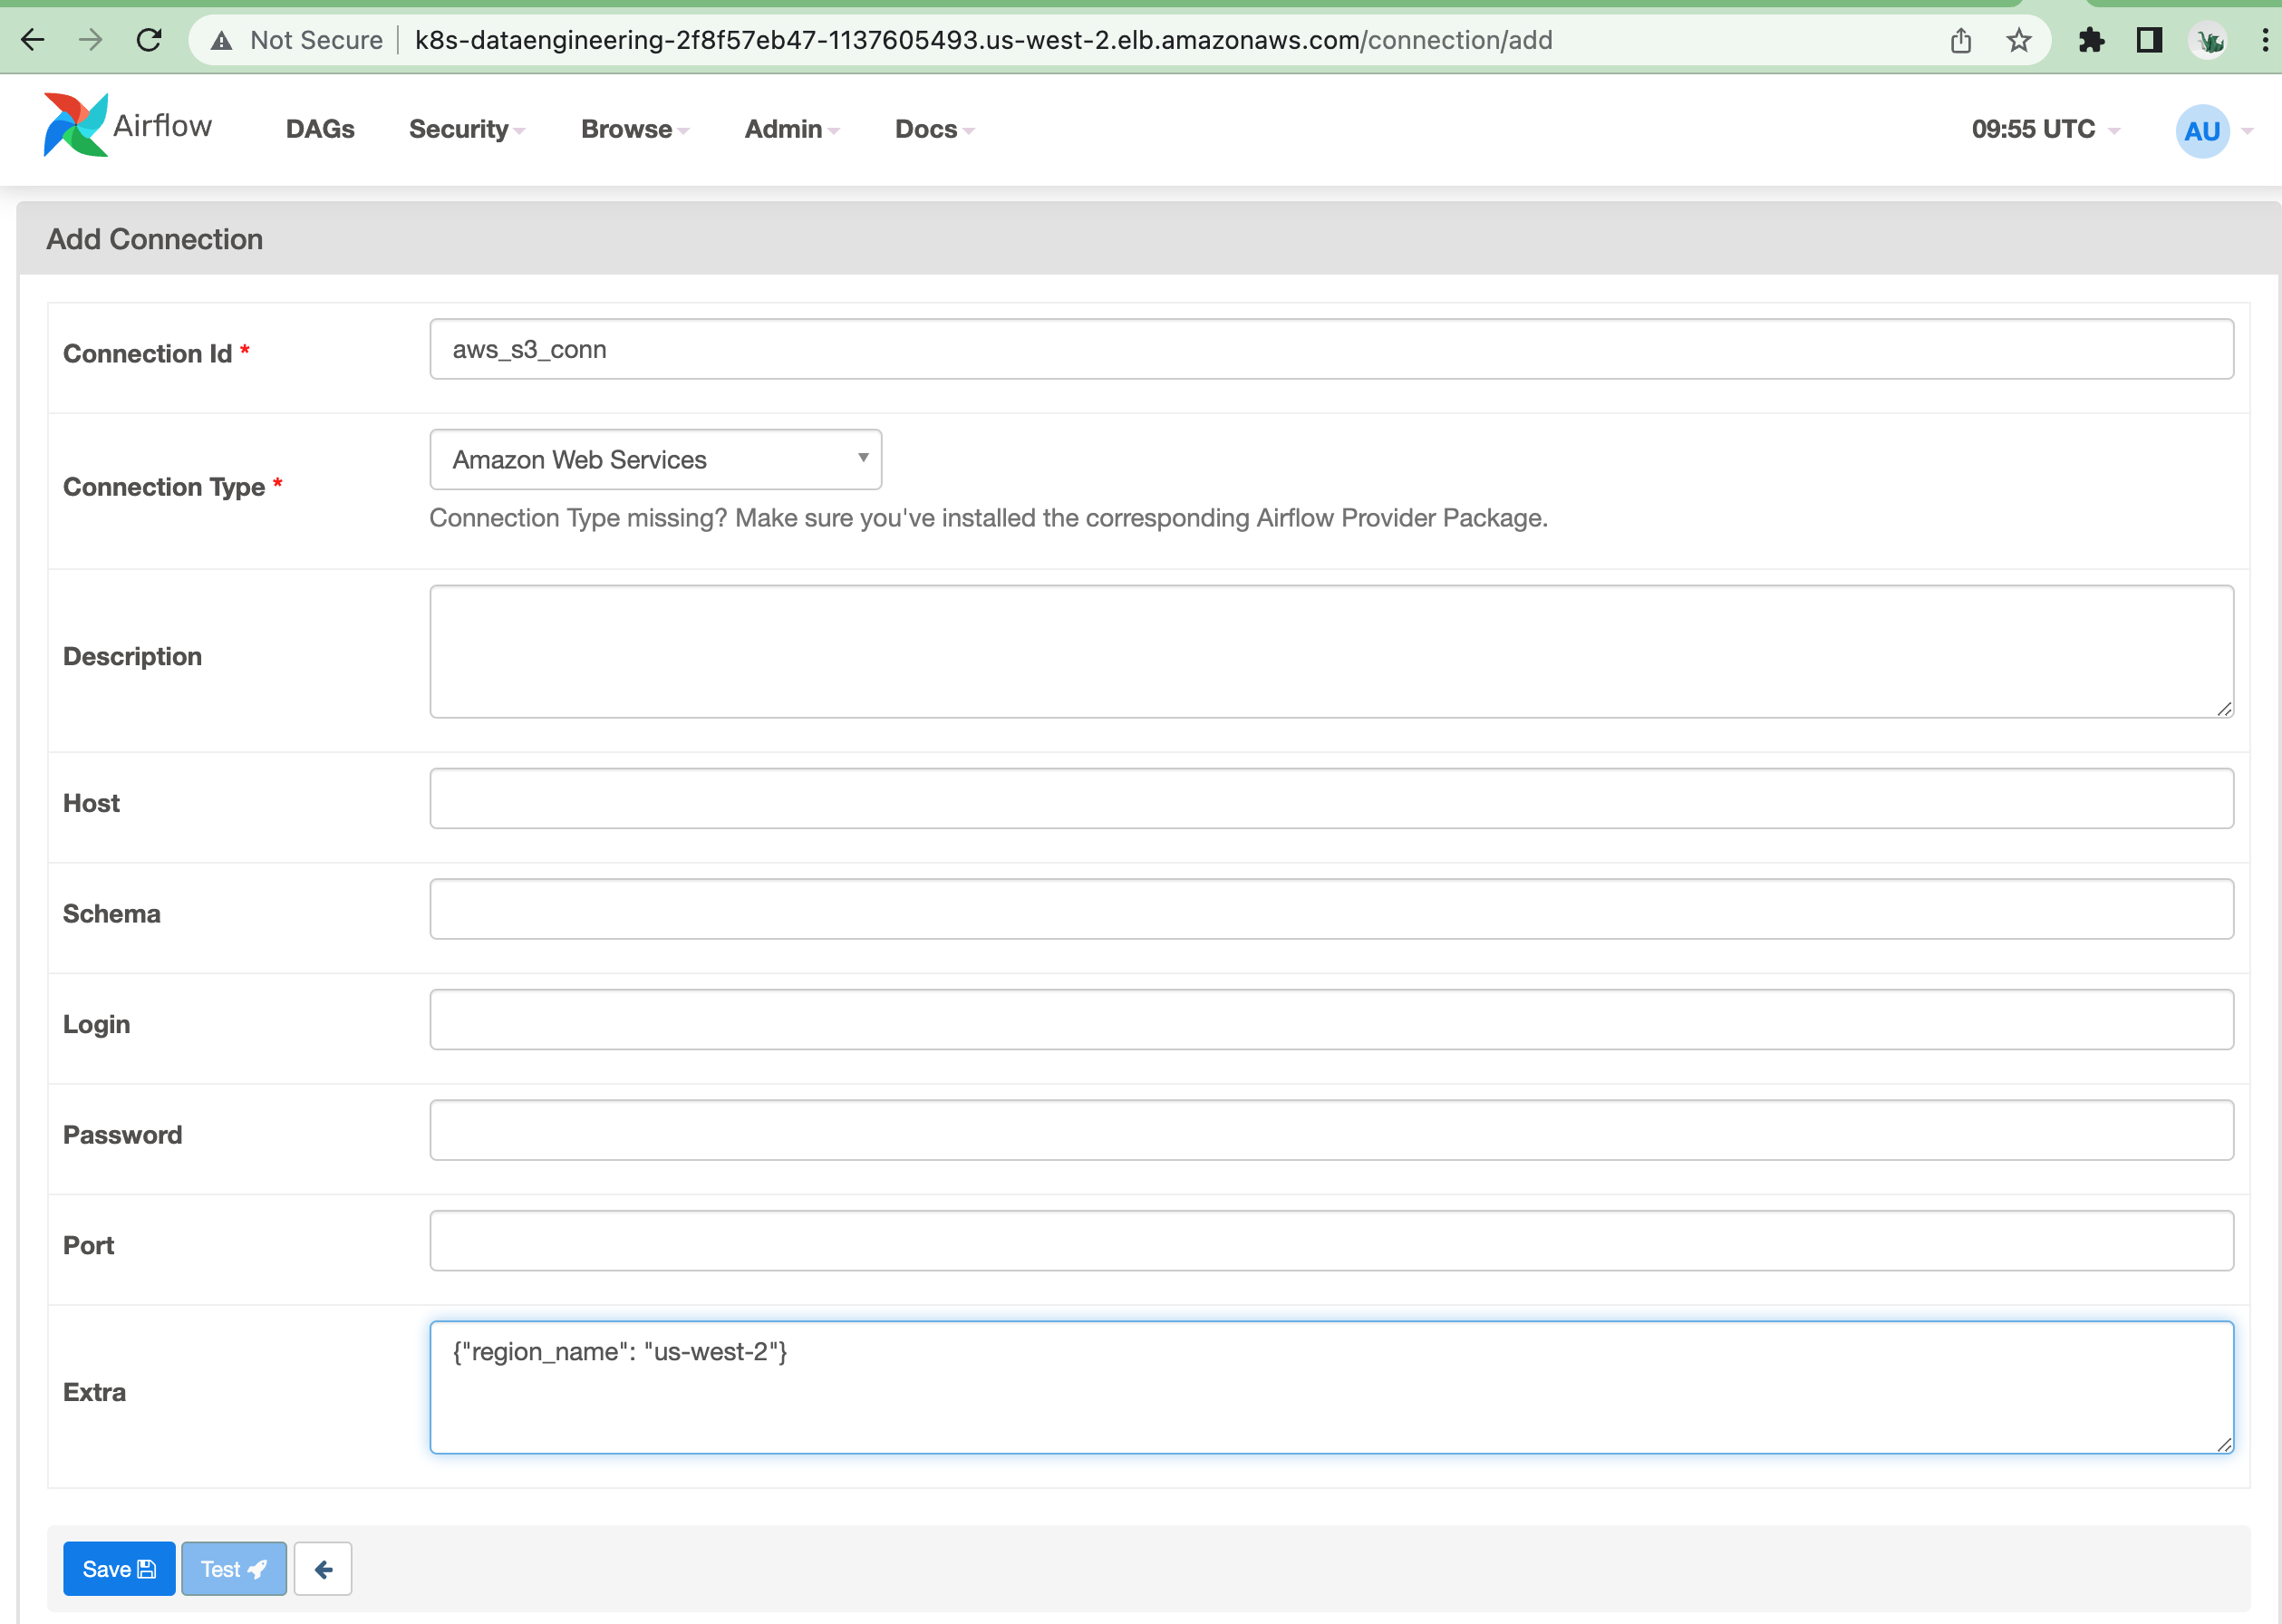 Not Secure | k8s-dataengineering-2f8f57eb47-1137605493.us-west-2.elb.amazonaws.com/connection/add
Airflow DAGs Security Browse Admin Docs 09:55 UTC AU
Add Connection
Connection Id * aws_s3_conn
Connection Type * Amazon Web Services
Connection Type missing? Make sure you've installed the corresponding Airflow Provider Package.
Description
Host
Schema
Login
Password
Port
Extra {"region_name": "us-west-2"}
Save Test